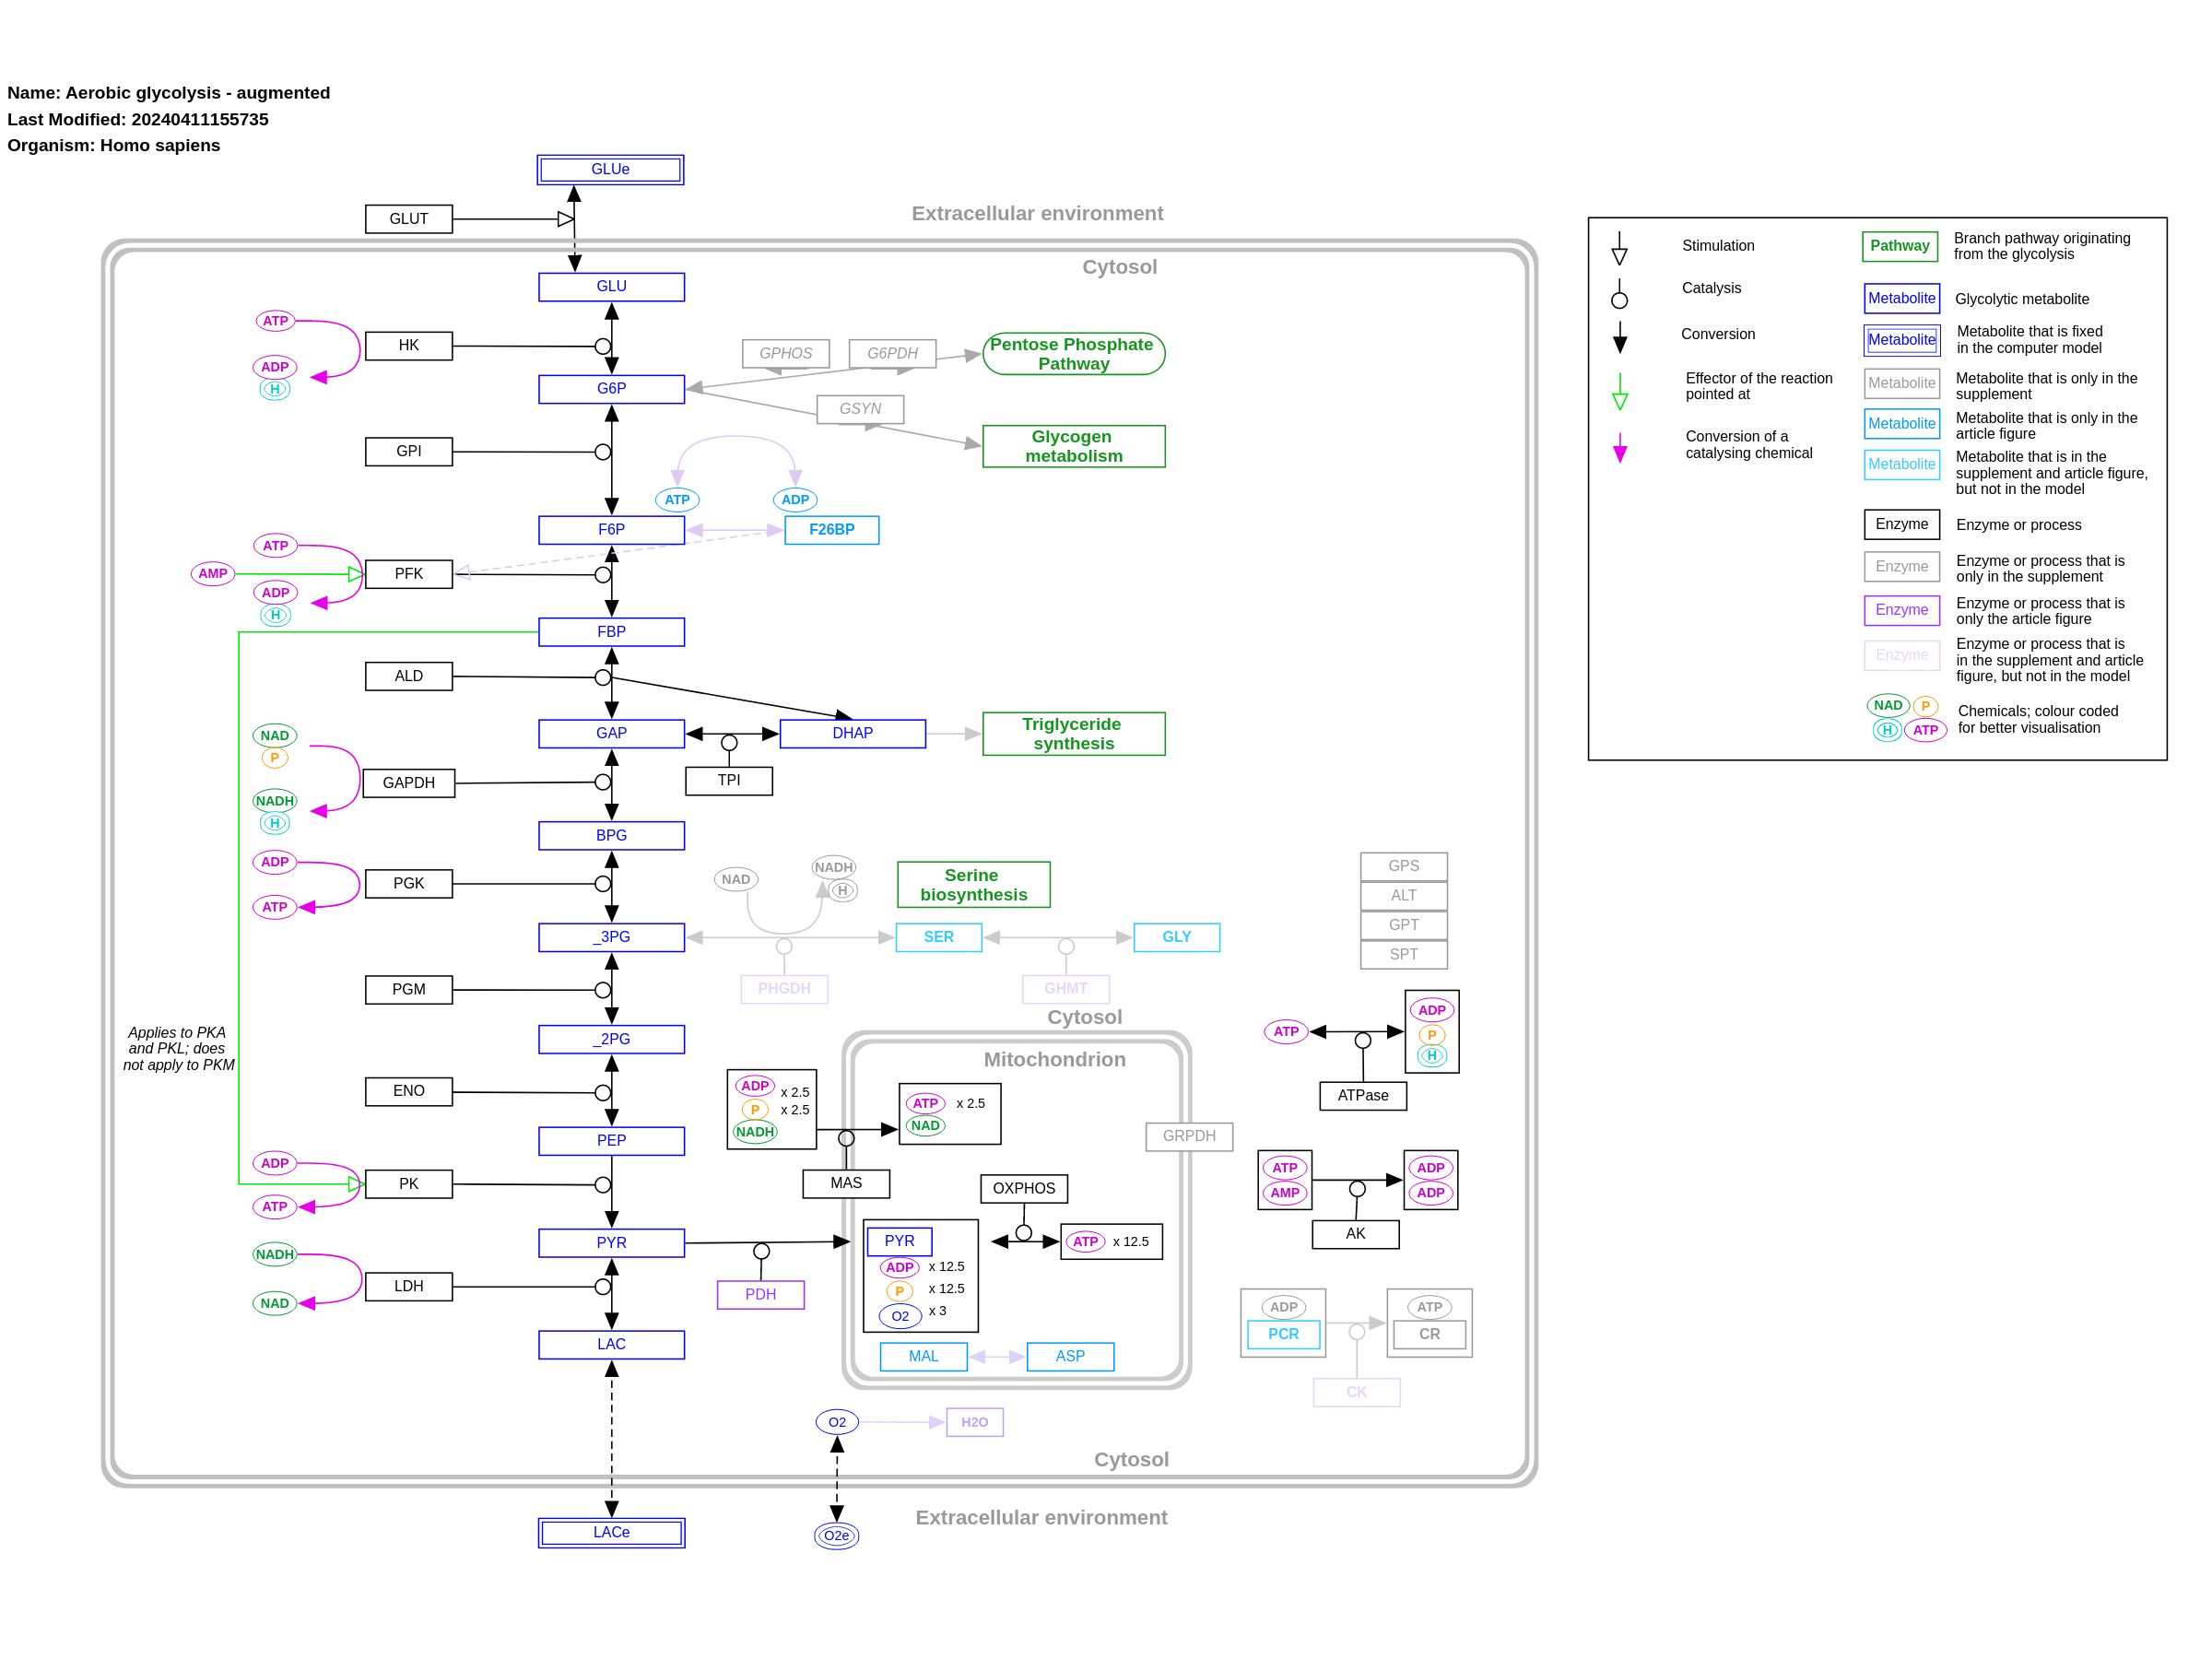 Name: Aerobic glycolysis - augmented
Last Modified: 20240411155735
Organism: Homo sapiens
GLUe
GLUT
Extracellular environment
Cytosol
GLU
ATP
HK
ADP
H
GPHOS
G6PDH
Pentose Phosphate
Pathway
G6P
GSYN
GPI
Glycogen
metabolism
ATP
ADP
F6P
F26BP
ATP
AMP
PFK
ADP
H
FBP
ALD
GAP
DHAP
Triglyceride
synthesis
NAD
P
TPI
GAPDH
NADH
H
BPG
ADP
PGK
ATP
NAD
NADH
H
Serine
biosynthesis
GPS
ALT
GPT
SPT
_3PG
SER
GLY
PGM
PHGDH
GHMT
Cytosol
Applies to PKA
and PKL; does
not apply to PKM
_2PG
Mitochondrion
ATP
ADP
P
H
ATPase
ENO
ADP
x 2.5
P
x 2.5
NADH
ATP
x 2.5
NAD
PEP
GRPDH
ADP
PK
ATP
MAS
OXPHOS
ATP
AMP
ADP
ADP
AK
PYR
PYR
ADP
x 12.5
P
x 12.5
O2
x 3
ATP
x 12.5
NADH
LDH
NAD
PDH
ADP
PCR
ATP
CR
CK
LAC
MAL
ASP
O2
H2O
Cytosol
Extracellular environment
LACe
O2e
Stimulation
Catalysis
Conversion
Effector of the reaction
pointed at
Conversion of a
catalysing chemical
Pathway
Branch pathway originating
from the glycolysis
Metabolite
Glycolytic metabolite
Metabolite
Metabolite that is fixed
in the computer model
Metabolite
Metabolite that is only in the
supplement
Metabolite
Metabolite that is only in the
article figure
Metabolite
Metabolite that is in the
supplement and article figure,
but not in the model
Enzyme
Enzyme or process
Enzyme
Enzyme or process that is
only in the supplement
Enzyme
Enzyme or process that is
only the article figure
Enzyme
Enzyme or process that is
in the supplement and article
figure, but not in the model
NAD
P
H
ATP
Chemicals; colour coded
for better visualisation